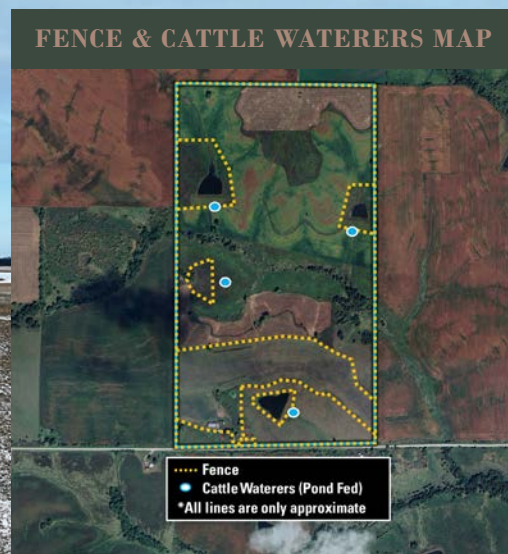 FENCE & CATTLE WATERERS MAP
Fence
Cattle Waterers (Pond Fed)
*All lines are only approximate